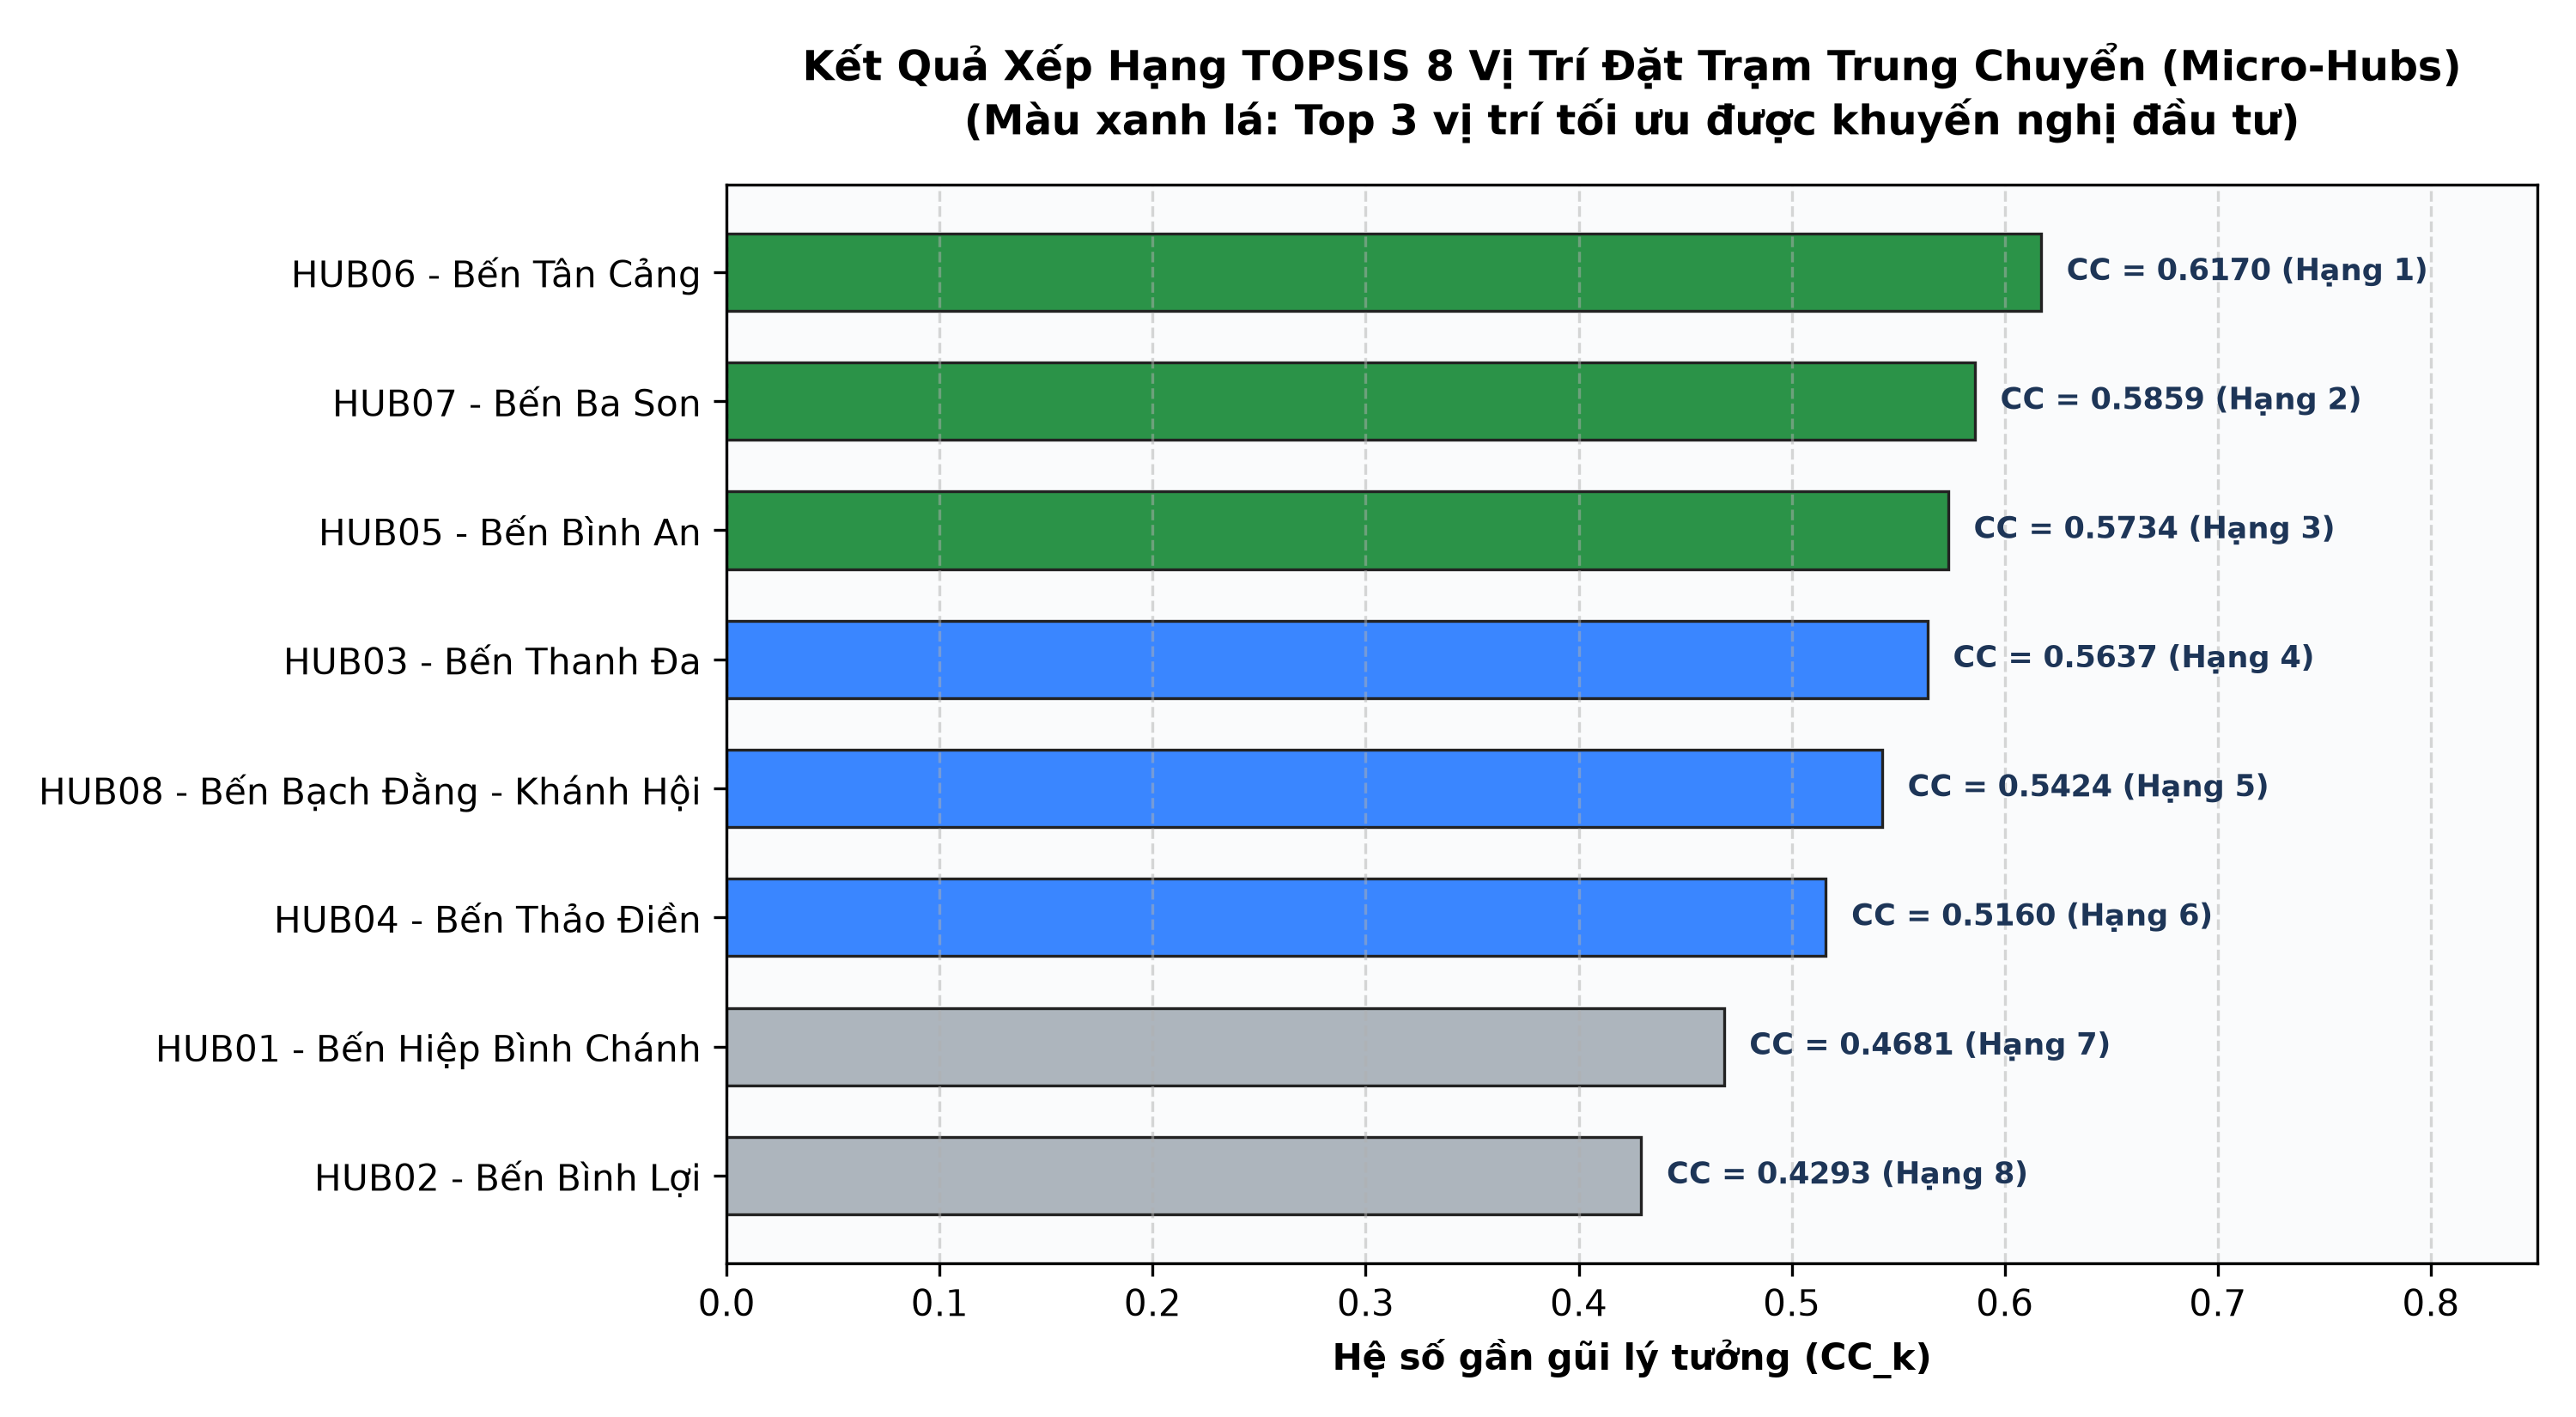 Kết Quả Xếp Hạng TOPSIS 8 Vị Trí Đặt Trạm Trung Chuyển (Micro-Hubs)
(Màu xanh lá: Top 3 vị trí tối ưu được khuyến nghị đầu tư)
HUB06 - Bến Tân Cảng
CC = 0.6170 (Hạng 1)
HUB07 - Bến Ba Son
CC = 0.5859 (Hạng 2)
HUB05 - Bến Bình An
CC = 0.5734 (Hạng 3)
HUB03 - Bến Thanh Đa
CC = 0.5637 (Hạng 4)
HUB08 - Bến Bạch Đằng - Khánh Hội
CC = 0.5424 (Hạng 5)
HUB04 - Bến Thảo Điền
CC = 0.5160 (Hạng 6)
HUB01 - Bến Hiệp Bình Chánh
CC = 0.4681 (Hạng 7)
HUB02 - Bến Bình Lợi
CC = 0.4293 (Hạng 8)
0.0 0.1 0.2 0.3 0.4 0.5 0.6 0.7 0.8
Hệ số gần gũi lý tưởng (CC_k)